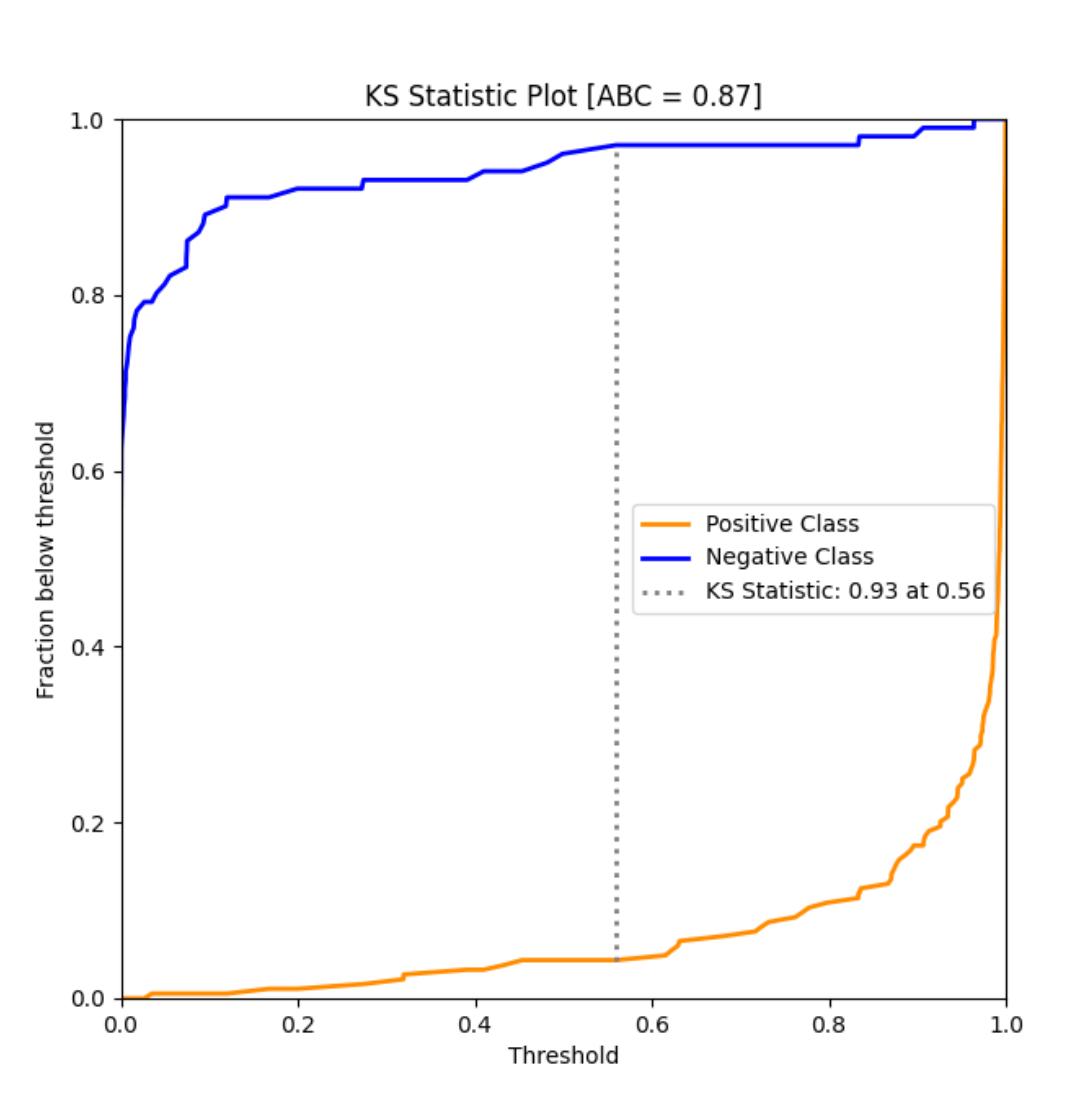 KS Statistic Plot [ABC = 0.87]
1.0
0.8
0.6
0.4
0.2
0.0
Fraction below threshold
Positive Class
Negative Class
KS Statistic: 0.93 at 0.56
0.0 0.2 0.4 0.6 0.8 1.0
Threshold